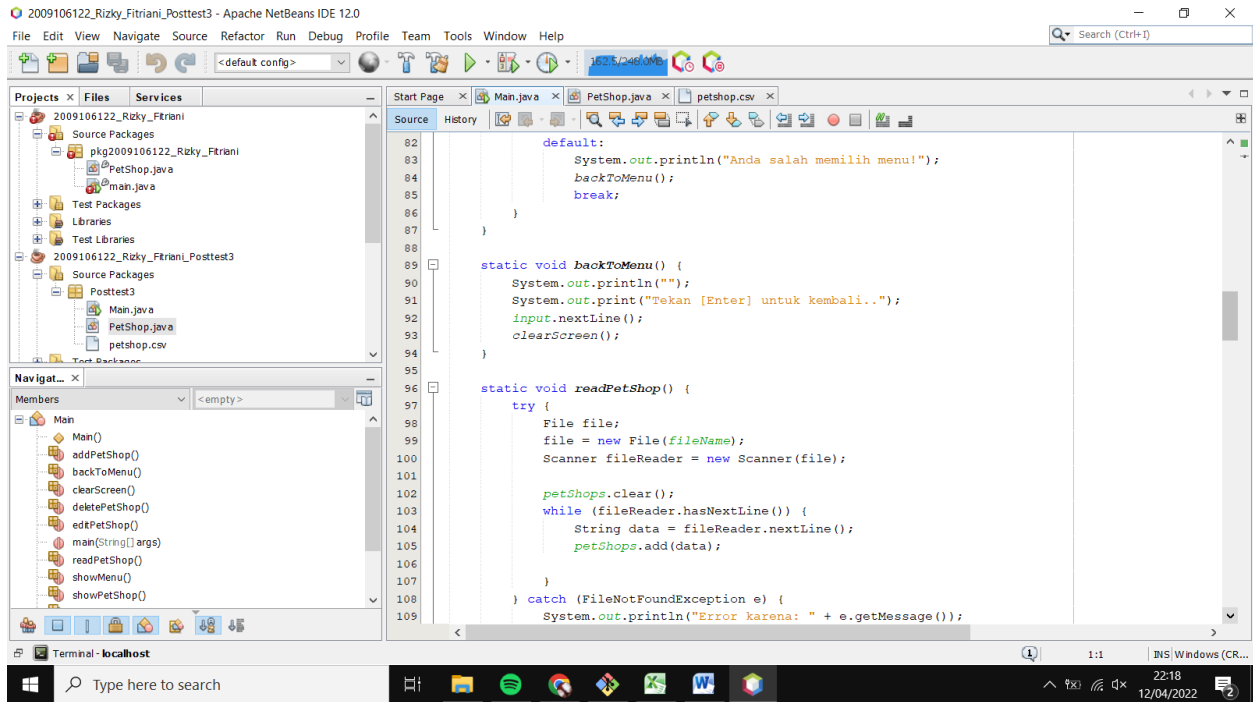 2009106122_Rizky_Fitriani_Posttest3 - Apache NetBeans IDE 12.0
File Edit View Navigate Source Refactor Run Debug Profile Team Tools Window Help
Search (Ctrl+I)
<default config>
162.5/248.0MB
Projects Files Services
Start Page Main.java PetShop.java petshop.csv
Source History
2009106122_Rizky_Fitriani
Source Packages
pkg2009106122_Rizky_Fitriani
PetShop.java
main.java
Test Packages
Libraries
Test Libraries
2009106122_Rizky_Fitriani_Posttest3
Source Packages
Posttest3
Main.java
PetShop.java
petshop.csv
Test Packages
Navigat...
Members <empty>
Main
Main()
addPetShop()
backToMenu()
clearScreen()
deletePetShop()
editPetShop()
main(String[] args)
readPetShop()
showMenu()
showPetShop()
82 default:
83 System.out.println("Anda salah memilih menu!");
84 backToMenu();
85 break;
86 }
87 }
88
89 static void backToMenu() {
90 System.out.println("");
91 System.out.print("Tekan [Enter] untuk kembali..");
92 input.nextLine();
93 clearScreen();
94 }
95
96 static void readPetShop() {
97 try {
98 File file;
99 file = new File(fileName);
100 Scanner fileReader = new Scanner(file);
101
102 petShops.clear();
103 while (fileReader.hasNextLine()) {
104 String data = fileReader.nextLine();
105 petShops.add(data);
106
107 }
108 } catch (FileNotFoundException e) {
109 System.out.println("Error karena: " + e.getMessage());
Terminal - localhost
1 1:1 INS Windows (CR...
Type here to search
22:18
12/04/2022
2